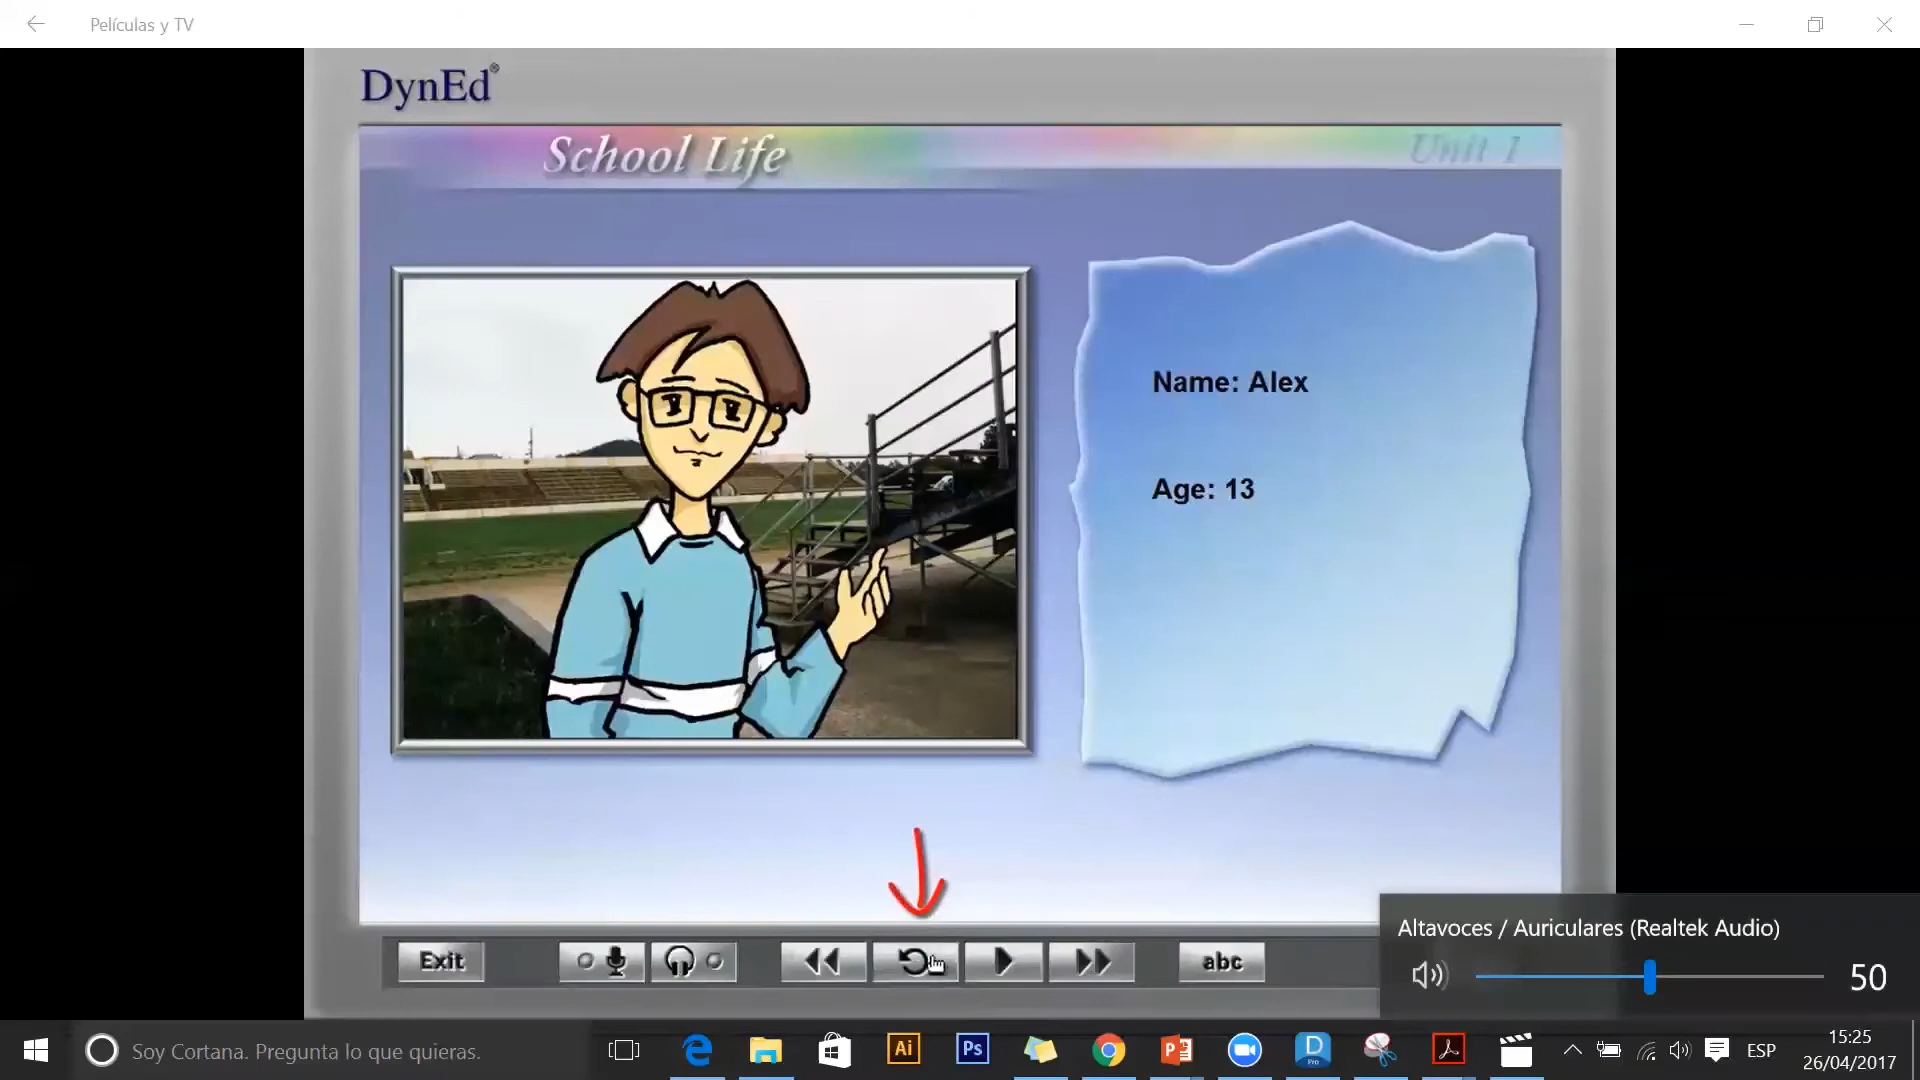 Películas y TV
DynEd®
School Life
Unit 1
Name: Alex
Age: 13
Exit
abc
Altavoces / Auriculares (Realtek Audio)
50
Soy Cortana. Pregunta lo que quieras.
Ai
Ps
D
Pro
ESP
15:25
26/04/2017